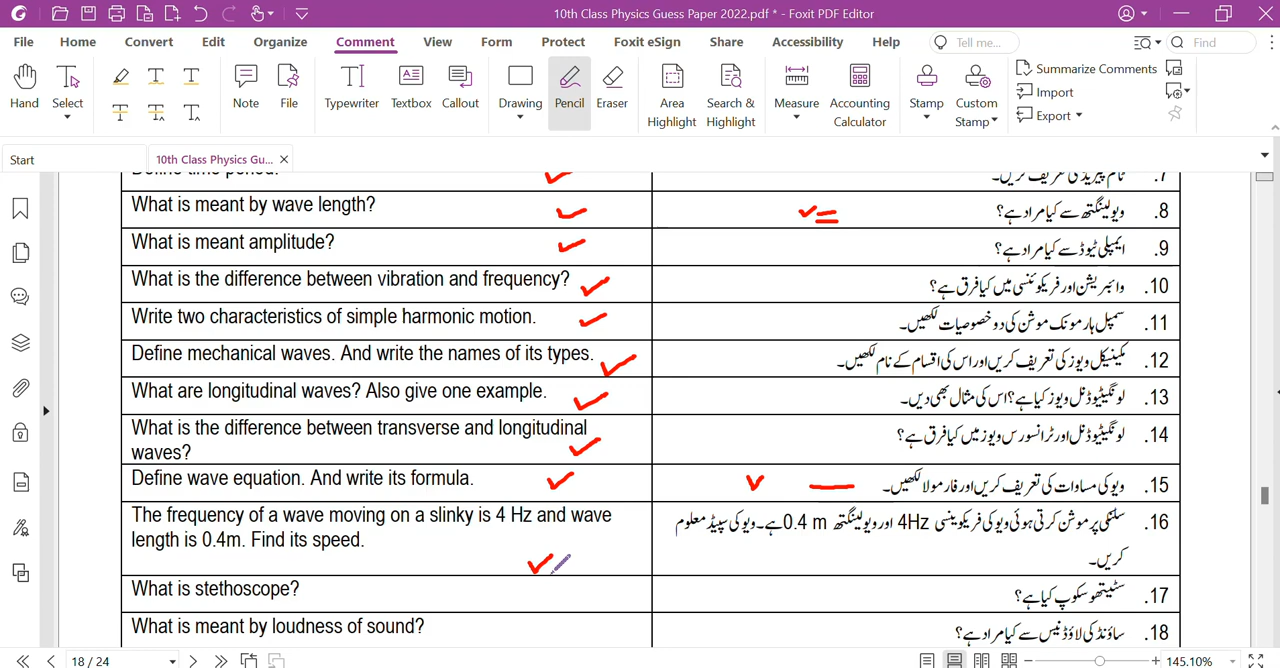 10th Class Physics Guess Paper 2022.pdf * - Foxit PDF Editor
File Home Convert Edit Organize Comment View Form Protect Foxit eSign Share Accessibility Help Tell me... Find
Hand Select Note File Typewriter Textbox Callout Drawing Pencil Eraser Area Highlight Search & Highlight Measure Accounting Calculator Stamp Custom Stamp Summarize Comments Import Export
Start 10th Class Physics Gu...
Define time period. ٹائم پیریڈ کی تعریف کریں۔ .7
What is meant by wave length? ویولینگتھ سے کیا مراد ہے؟ .8
What is meant amplitude? ایمپلی ٹیوڈ سے کیا مراد ہے؟ .9
What is the difference between vibration and frequency? وائبریشن اور فریکوئنسی میں کیا فرق ہے؟ .10
Write two characteristics of simple harmonic motion. سمپل ہارمونک موشن کی دو خصوصیات لکھیں۔ .11
Define mechanical waves. And write the names of its types. مکینیکل ویوز کی تعریف کریں اور اس کی اقسام کے نام لکھیں۔ .12
What are longitudinal waves? Also give one example. لونگیٹیوڈنل ویوز کیا ہے؟ اس کی مثال بھی دیں۔ .13
What is the difference between transverse and longitudinal
waves? لونگیٹیوڈنل اور ٹرانسورس ویوز میں کیا فرق ہے؟ .14
Define wave equation. And write its formula. ویو کی مساوات کی تعریف کریں اور فارمولا لکھیں۔ .15
The frequency of a wave moving on a slinky is 4 Hz and wave
length is 0.4m. Find its speed.
سلنکی پر موشن کرتی ہوئی ویو کی فریکوینسی 4Hz اور ویولینگتھ 0.4 m ہے۔ ویو کی سپیڈ معلوم .16
کریں۔
What is stethoscope? سٹیتھوسکوپ کیا ہے؟ .17
What is meant by loudness of sound? ساؤنڈ کی لاؤڈنیس سے کیا مراد ہے؟ .18
18 / 24 145.10%